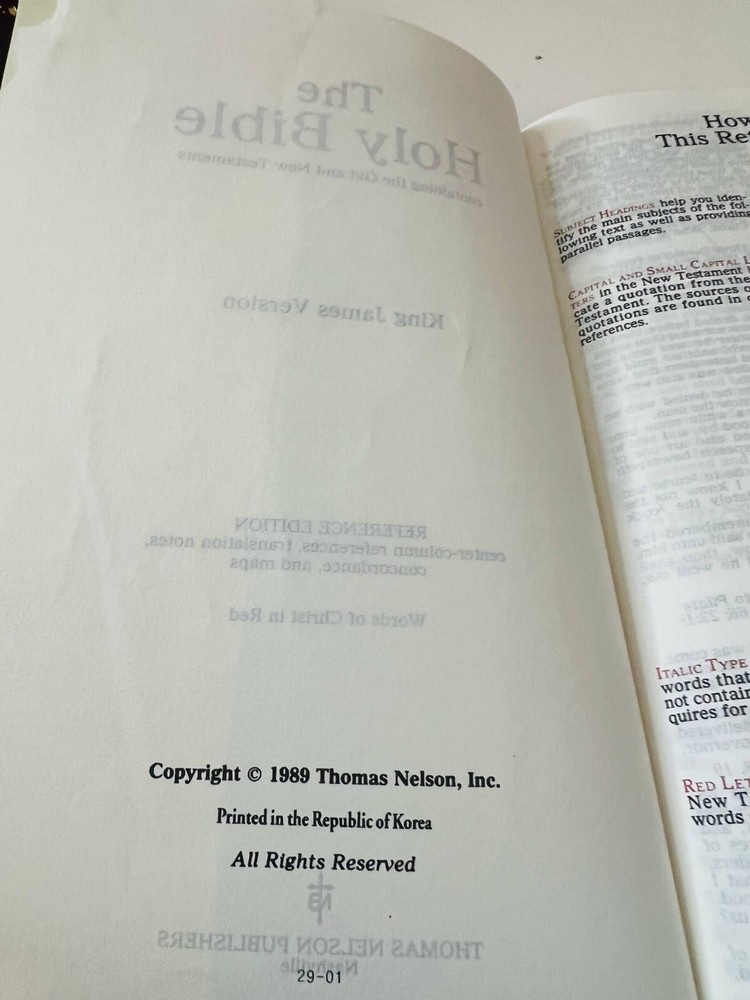 The
Holy Bible
containing the Old and New Testaments
King James Version
REFERENCE EDITION
center-column references, translation notes,
concordance, and maps
Words of Christ in Red
Copyright © 1989 Thomas Nelson, Inc.
Printed in the Republic of Korea
All Rights Reserved
THOMAS NELSON PUBLISHERS
Nashville
29-01
How
This Ref
SUBJECT HEADINGS help you iden-
tify the main subjects of the fol-
lowing text as well as providing
parallel passages.
CAPITAL AND SMALL CAPITAL L
TERS in the New Testament
cate a quotation from the
Testament. The sources o
quotations are found in
references.
ITALIC TYPE
words that
not contain
quires for
RED LET
New T
words